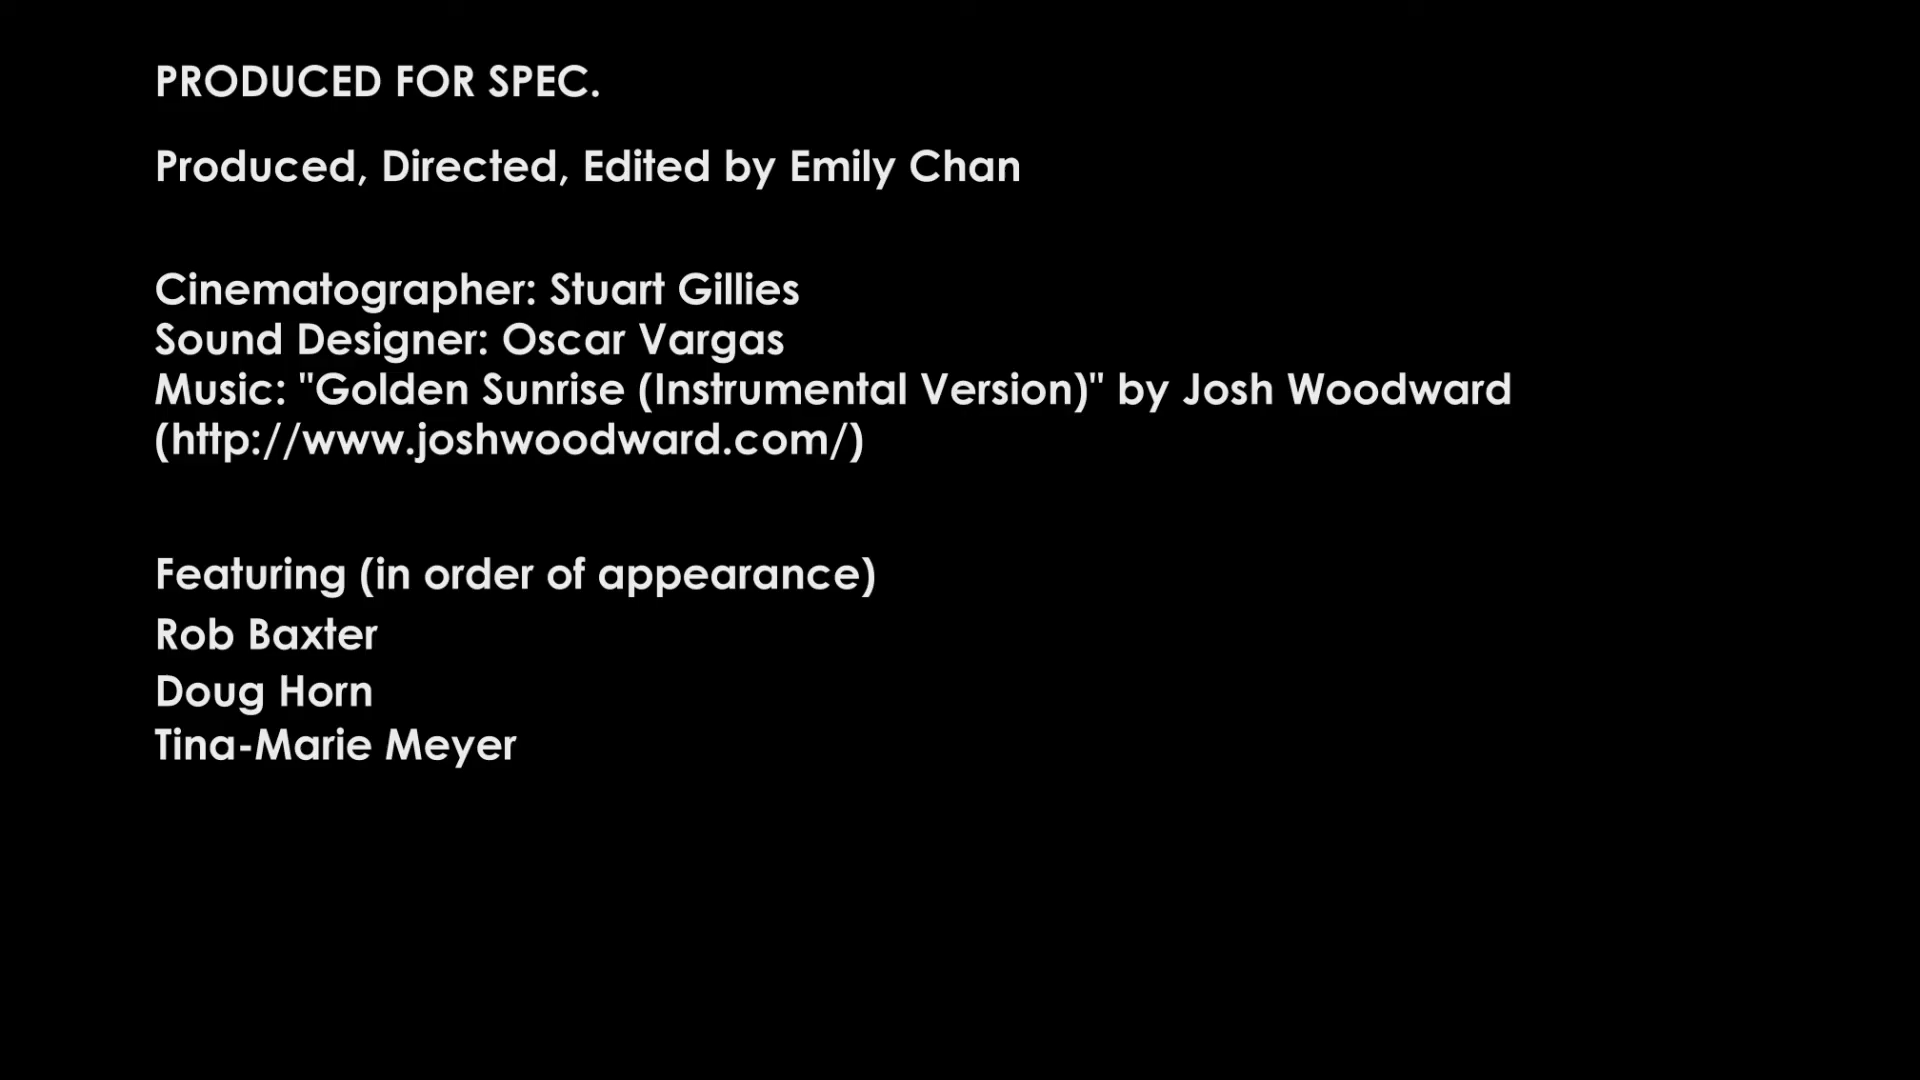 PRODUCED FOR SPEC.
Produced, Directed, Edited by Emily Chan
Cinematographer: Stuart Gillies
Sound Designer: Oscar Vargas
Music: "Golden Sunrise (Instrumental Version)" by Josh Woodward
(http://www.joshwoodward.com/)
Featuring (in order of appearance)
Rob Baxter
Doug Horn
Tina-Marie Meyer